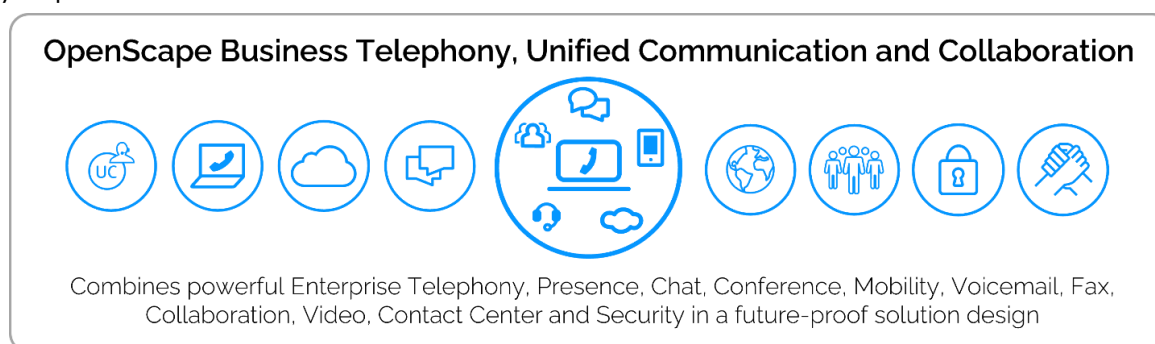 OpenScape Business Telephony, Unified Communication and Collaboration
UC
Combines powerful Enterprise Telephony, Presence, Chat, Conference, Mobility, Voicemail, Fax,
Collaboration, Video, Contact Center and Security in a future-proof solution design